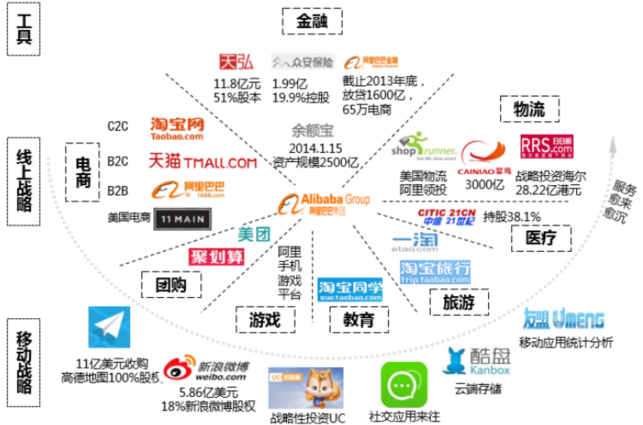 工具
金融
天弘
众安保险
阿里巴巴金融
11.8亿元
51%股本
1.99亿
19.9%控股
截止2013年底,
放贷1600亿,
65万电商
余额宝
2014.1.15
资产规模2500亿
物流
线上战略
电商
C2C
淘宝网
Taobao.com
B2C
天猫 TMALL.COM
B2B
阿里巴巴
1688.com
美国电商
11 MAIN
shoprunner.
美国物流
阿里领投
CAINIAO 菜鸟
3000亿
RRS.com
战略投资海尔
28.22亿港元
服务
愈来
愈沉
Alibaba Group
阿里巴巴集团
CITIC 21CN
中国 21世纪
持股38.1%
医疗
美团
聚划算
团购
阿里
手机
游戏
平台
游戏
淘宝同学
xue.taobao.com
教育
一淘
etao.com
淘宝旅行
trip.taobao.com
旅游
移动战略
11亿美元收购
高德地图100%股权
新浪微博
weibo.com
5.86亿美元
18%新浪微博股权
战略性投资UC
社交应用来往
酷盘
Kanbox
云端存储
友盟 Umeng
移动应用统计分析